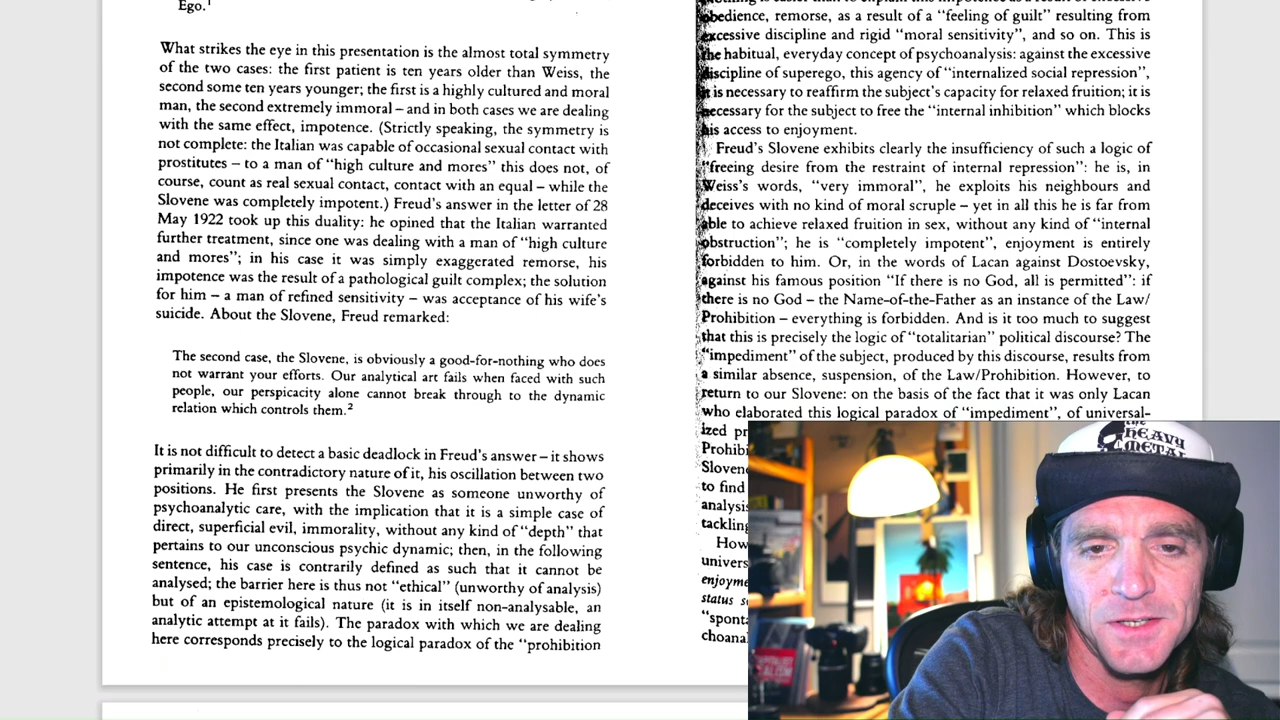 Ego.¹
What strikes the eye in this presentation is the almost total symmetry
of the two cases: the first patient is ten years older than Weiss, the
second some ten years younger; the first is a highly cultured and moral
man, the second extremely immoral – and in both cases we are dealing
with the same effect, impotence. (Strictly speaking, the symmetry is
not complete: the Italian was capable of occasional sexual contact with
prostitutes – to a man of “high culture and mores” this does not, of
course, count as real sexual contact, contact with an equal – while the
Slovene was completely impotent.) Freud’s answer in the letter of 28
May 1922 took up this duality: he opined that the Italian warranted
further treatment, since one was dealing with a man of “high culture
and mores”; in his case it was simply exaggerated remorse, his
impotence was the result of a pathological guilt complex; the solution
for him – a man of refined sensitivity – was acceptance of his wife’s
suicide. About the Slovene, Freud remarked:
The second case, the Slovene, is obviously a good-for-nothing who does
not warrant your efforts. Our analytical art fails when faced with such
people, our perspicacity alone cannot break through to the dynamic
relation which controls them.²
It is not difficult to detect a basic deadlock in Freud’s answer – it shows
primarily in the contradictory nature of it, his oscillation between two
positions. He first presents the Slovene as someone unworthy of
psychoanalytic care, with the implication that it is a simple case of
direct, superficial evil, immorality, without any kind of “depth” that
pertains to our unconscious psychic dynamic; then, in the following
sentence, his case is contrarily defined as such that it cannot be
analysed; the barrier here is thus not “ethical” (unworthy of analysis)
but of an epistemological nature (it is in itself non-analysable, an
analytic attempt at it fails). The paradox with which we are dealing
here corresponds precisely to the logical paradox of the “prohibition
obedience, remorse, as a result of a “feeling of guilt” resulting from
excessive discipline and rigid “moral sensitivity”, and so on. This is
the habitual, everyday concept of psychoanalysis: against the excessive
discipline of superego, this agency of “internalized social repression”,
it is necessary to reaffirm the subject’s capacity for relaxed fruition; it is
necessary for the subject to free the “internal inhibition” which blocks
his access to enjoyment.
Freud’s Slovene exhibits clearly the insufficiency of such a logic of
“freeing desire from the restraint of internal repression”: he is, in
Weiss’s words, “very immoral”, he exploits his neighbours and
deceives with no kind of moral scruple – yet in all this he is far from
able to achieve relaxed fruition in sex, without any kind of “internal
obstruction”; he is “completely impotent”, enjoyment is entirely
forbidden to him. Or, in the words of Lacan against Dostoevsky,
against his famous position “If there is no God, all is permitted”: if
there is no God – the Name-of-the-Father as an instance of the Law/
Prohibition – everything is forbidden. And is it too much to suggest
that this is precisely the logic of “totalitarian” political discourse? The
“impediment” of the subject, produced by this discourse, results from
a similar absence, suspension, of the Law/Prohibition. However, to
return to our Slovene: on the basis of the fact that it was only Lacan
who elaborated this logical paradox of “impediment”, of universal-
ized pr
Prohibi
Slovene
to find
analysis
tackling
How
univers
enjoyme
status s
“sponta
choanal
THE
HEAVY
METAL